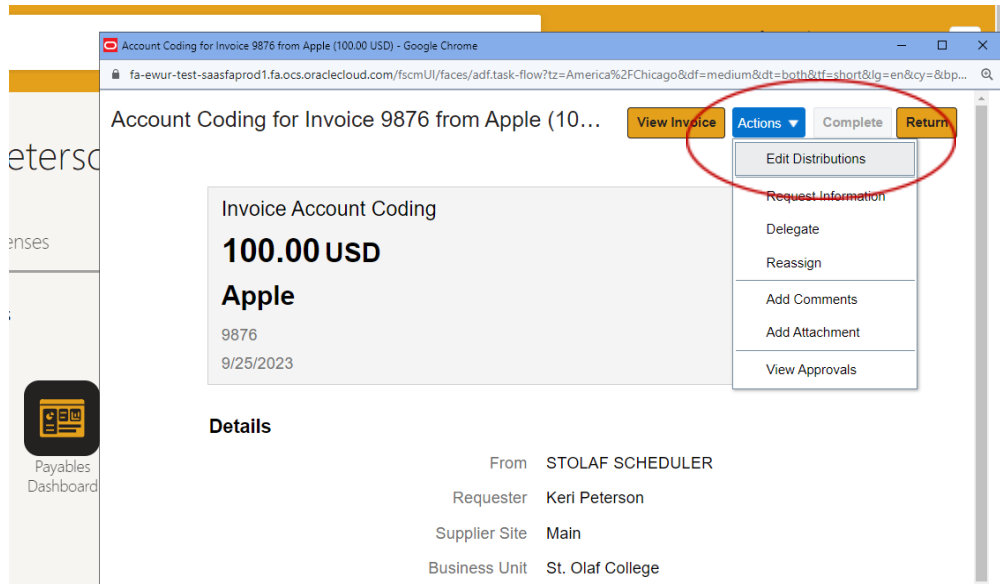 Account Coding for Invoice 9876 from Apple (100.00 USD) - Google Chrome
fa-ewur-test-saasfaprod1.fa.ocs.oraclecloud.com/fscmUI/faces/adf.task-flow?tz=America%2FChicago&df=medium&dt=both&tf=short&lg=en&cy=&bp...
Account Coding for Invoice 9876 from Apple (10...
View Invoice
Actions
Complete
Return
Edit Distributions
Request Information
Delegate
Reassign
Add Comments
Add Attachment
View Approvals
Invoice Account Coding
100.00 USD
Apple
9876
9/25/2023
Details
From STOLAF SCHEDULER
Requester Keri Peterson
Supplier Site Main
Business Unit St. Olaf College
enses
Payables
Dashboard